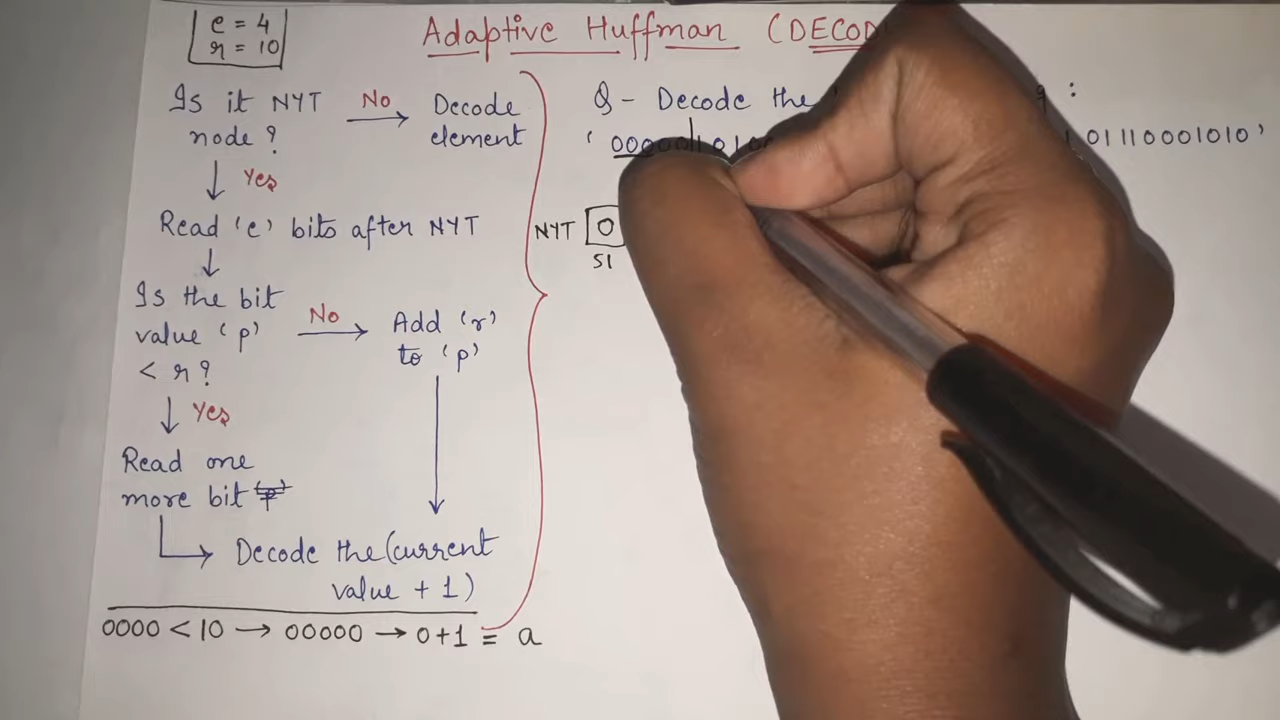 e = 4
r = 10
Adaptive Huffman (DECOD
Is it NYT node ?
No
Decode element
Yes
Read 'e' bits after NYT
Is the bit value 'p' < r ?
No
Add 'r' to 'p'
Yes
Read one more bit
Decode the (current value + 1)
0000 < 10 → 00000 → 0+1 = a
Q - Decode the
:
01110001010'
NYT 0
51